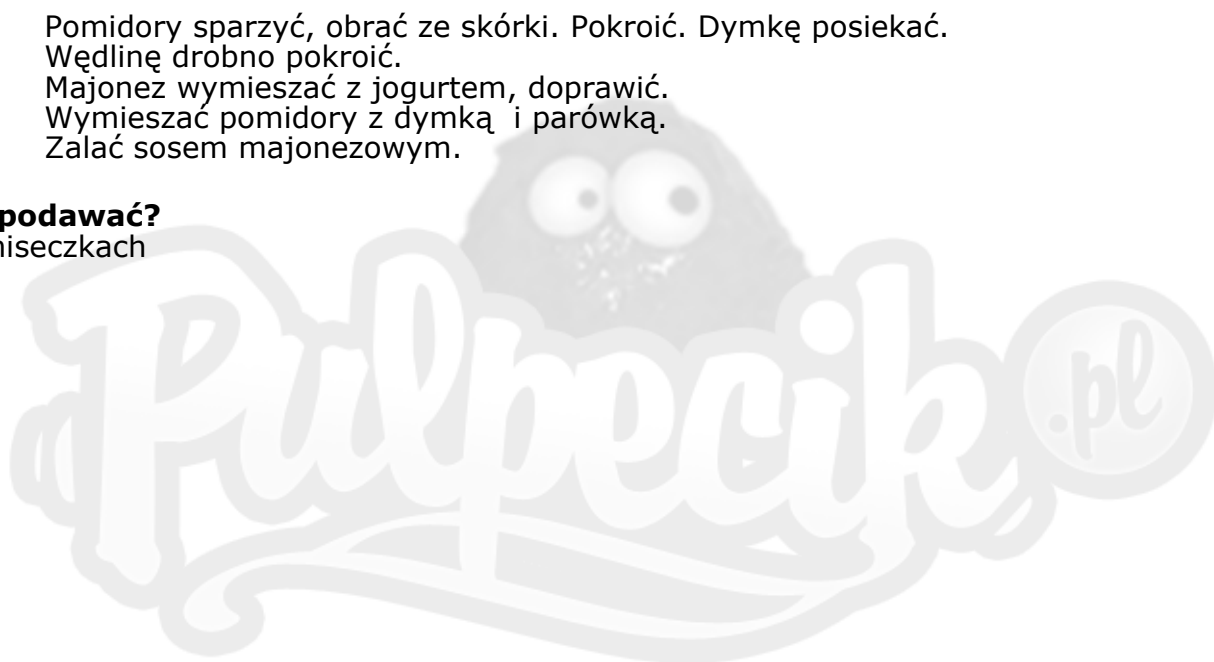 Pomidory sparzyć, obrać ze skórki. Pokroić. Dymkę posiekać.
Wędlinę drobno pokroić.
Majonez wymieszać z jogurtem, doprawić.
Wymieszać pomidory z dymką  i parówką.
Zalać sosem majonezowym.
podawać?
miseczkach
Pulpecik .pl